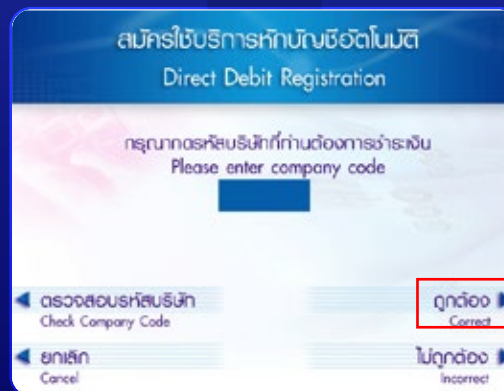 สมัครใช้บริการหักบัญชีอัตโนมัติ
Direct Debit Registration
กรุณากดรหัสบริษัทที่ท่านต้องการชำระเงิน
Please enter company code
ตรวจสอบรหัสบริษัท
Check Company Code
ถูกต้อง
Correct
ยกเลิก
Cancel
ไม่ถูกต้อง
Incorrect